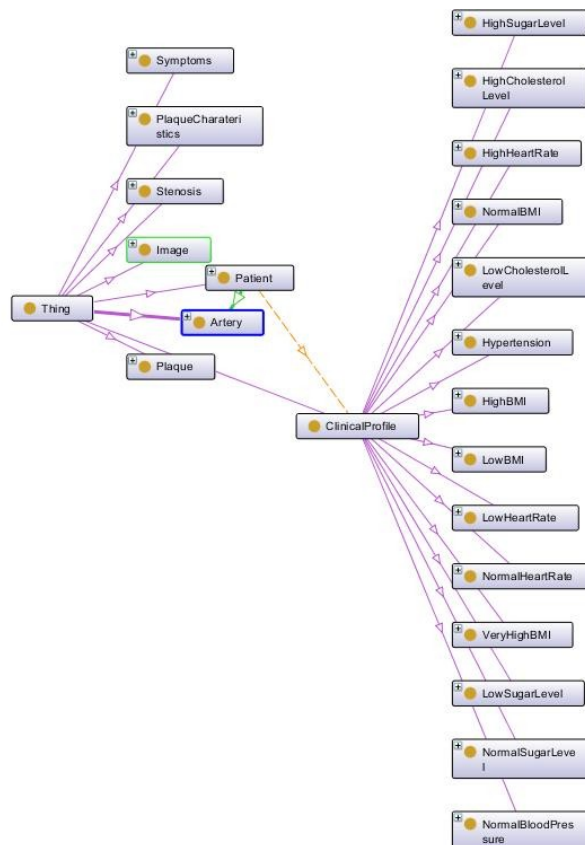 Symptoms
PlaqueCharateri
stics
Stenosis
Image
Patient
Thing
Artery
Plaque
ClinicalProfile
HighSugarLevel
HighCholesterol
Level
HighHeartRate
NormalBMI
LowCholesterolL
evel
Hypertension
HighBMI
LowBMI
LowHeartRate
NormalHeartRate
VeryHighBMI
LowSugarLevel
NormalSugarLeve
l
NormalBloodPres
sure